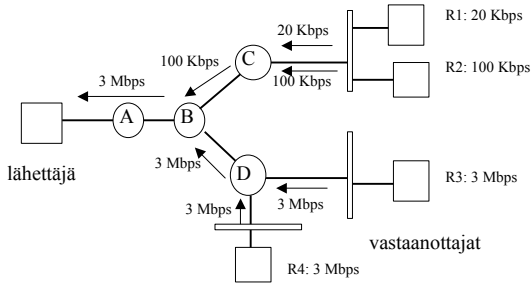 20 Kbps
R1: 20 Kbps
C
100 Kbps
100 Kbps
R2: 100 Kbps
3 Mbps
A
B
lähettäjä
3 Mbps
D
3 Mbps
R3: 3 Mbps
3 Mbps
vastaanottajat
R4: 3 Mbps